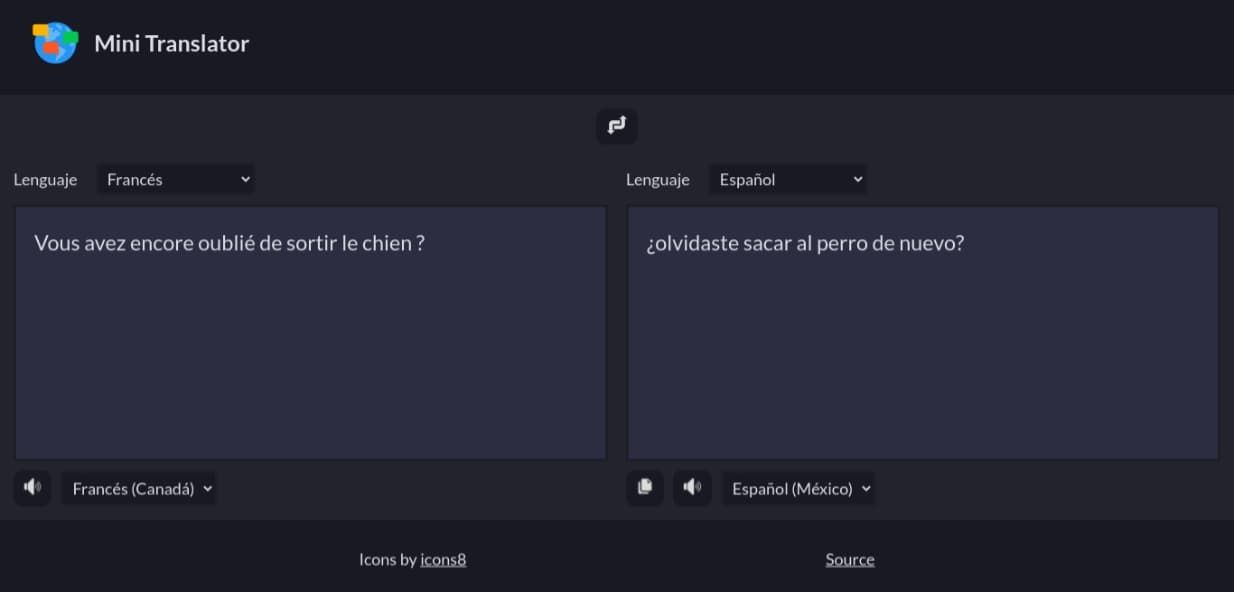 Mini Translator
Lenguaje Francés
Lenguaje Español
Vous avez encore oublié de sortir le chien ?
¿olvidaste sacar al perro de nuevo?
Francés (Canadá)
Español (México)
Icons by icons8
Source